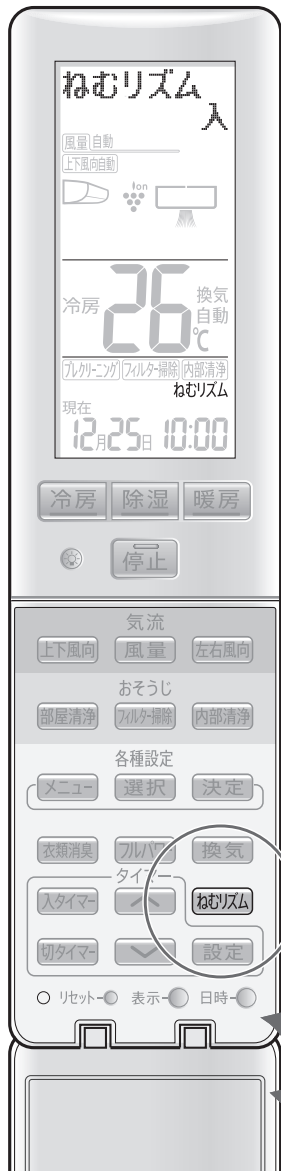 ねむリズム
入
風量 自動
上下風向自動
ion
冷房 26℃ 換気自動
プレクリーニング フィルター掃除 内部清浄
ねむリズム
現在
12月25日 10:00
冷房 除湿 暖房
停止
気流
上下風向 風量 左右風向
おそうじ
部屋清浄 フィルター掃除 内部清浄
各種設定
メニュー 選択 決定
衣類消臭 フルパワー 換気
タイマー
入タイマー ねむリズム
切タイマー 設定
リセット 表示 日時